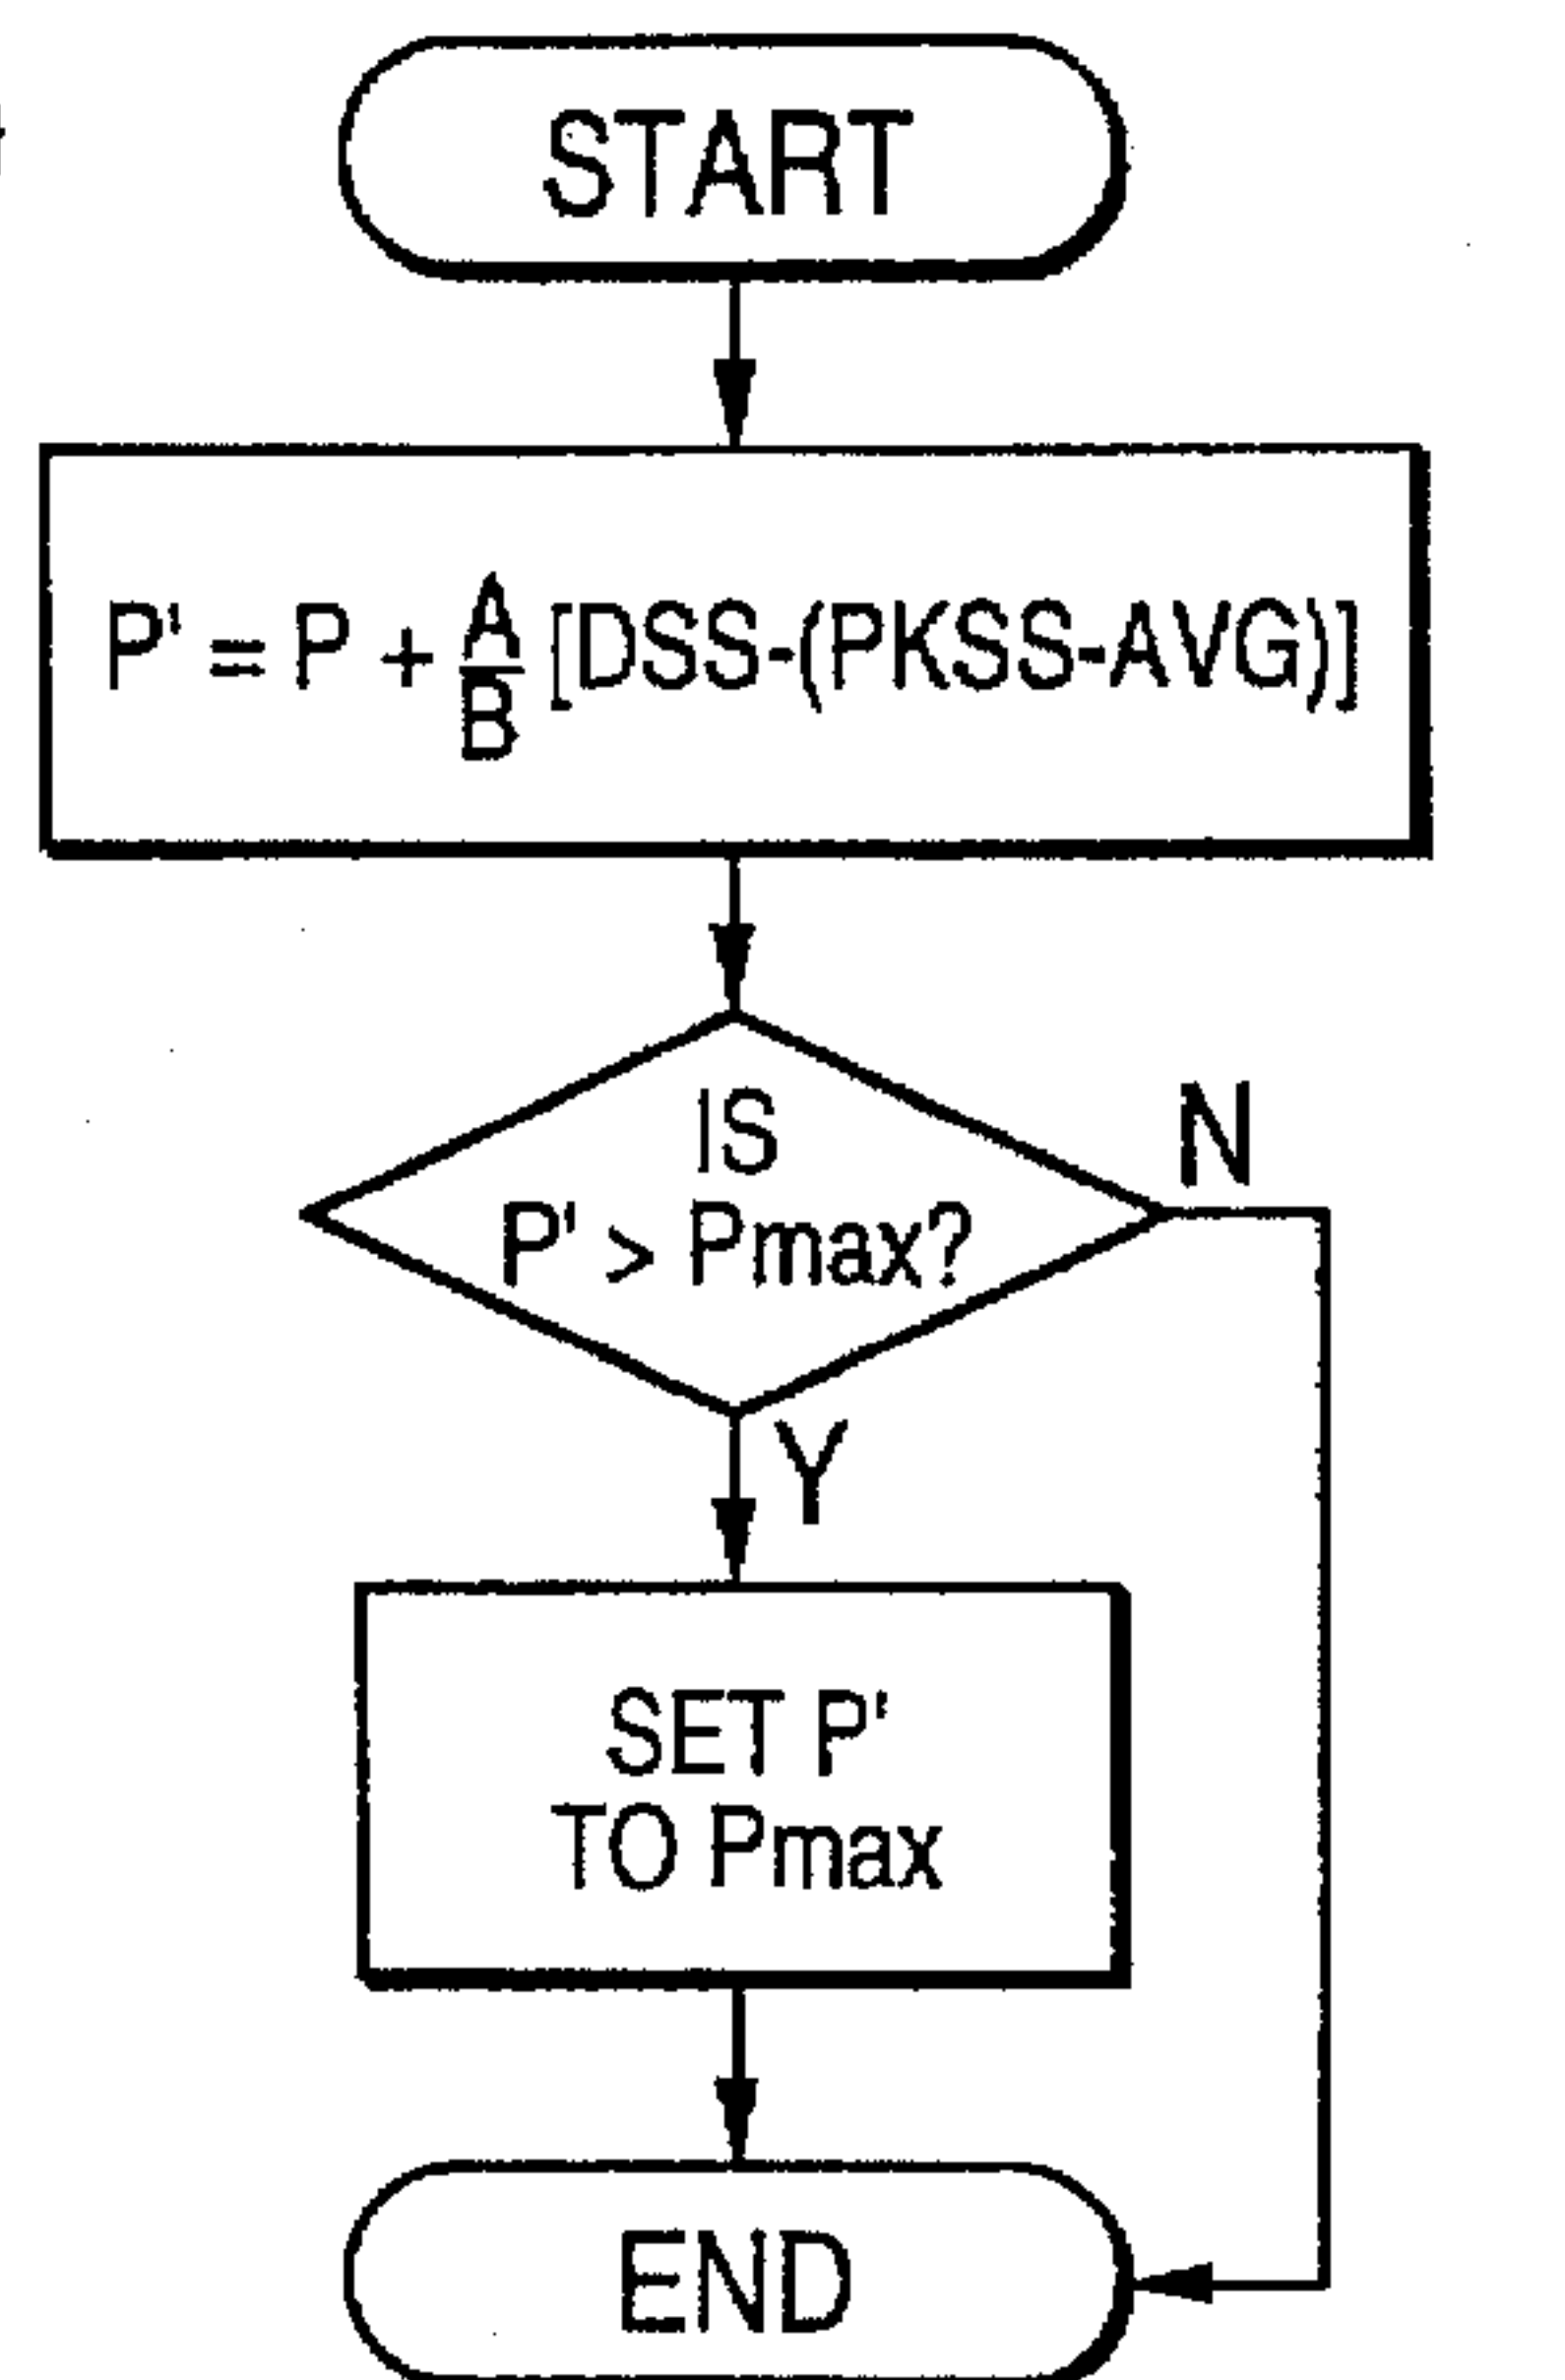 START
P' = P + A/B [DSS-(PKSS-AVG)]
IS
P' > Pmax?
N
Y
SET P'
TO Pmax
END